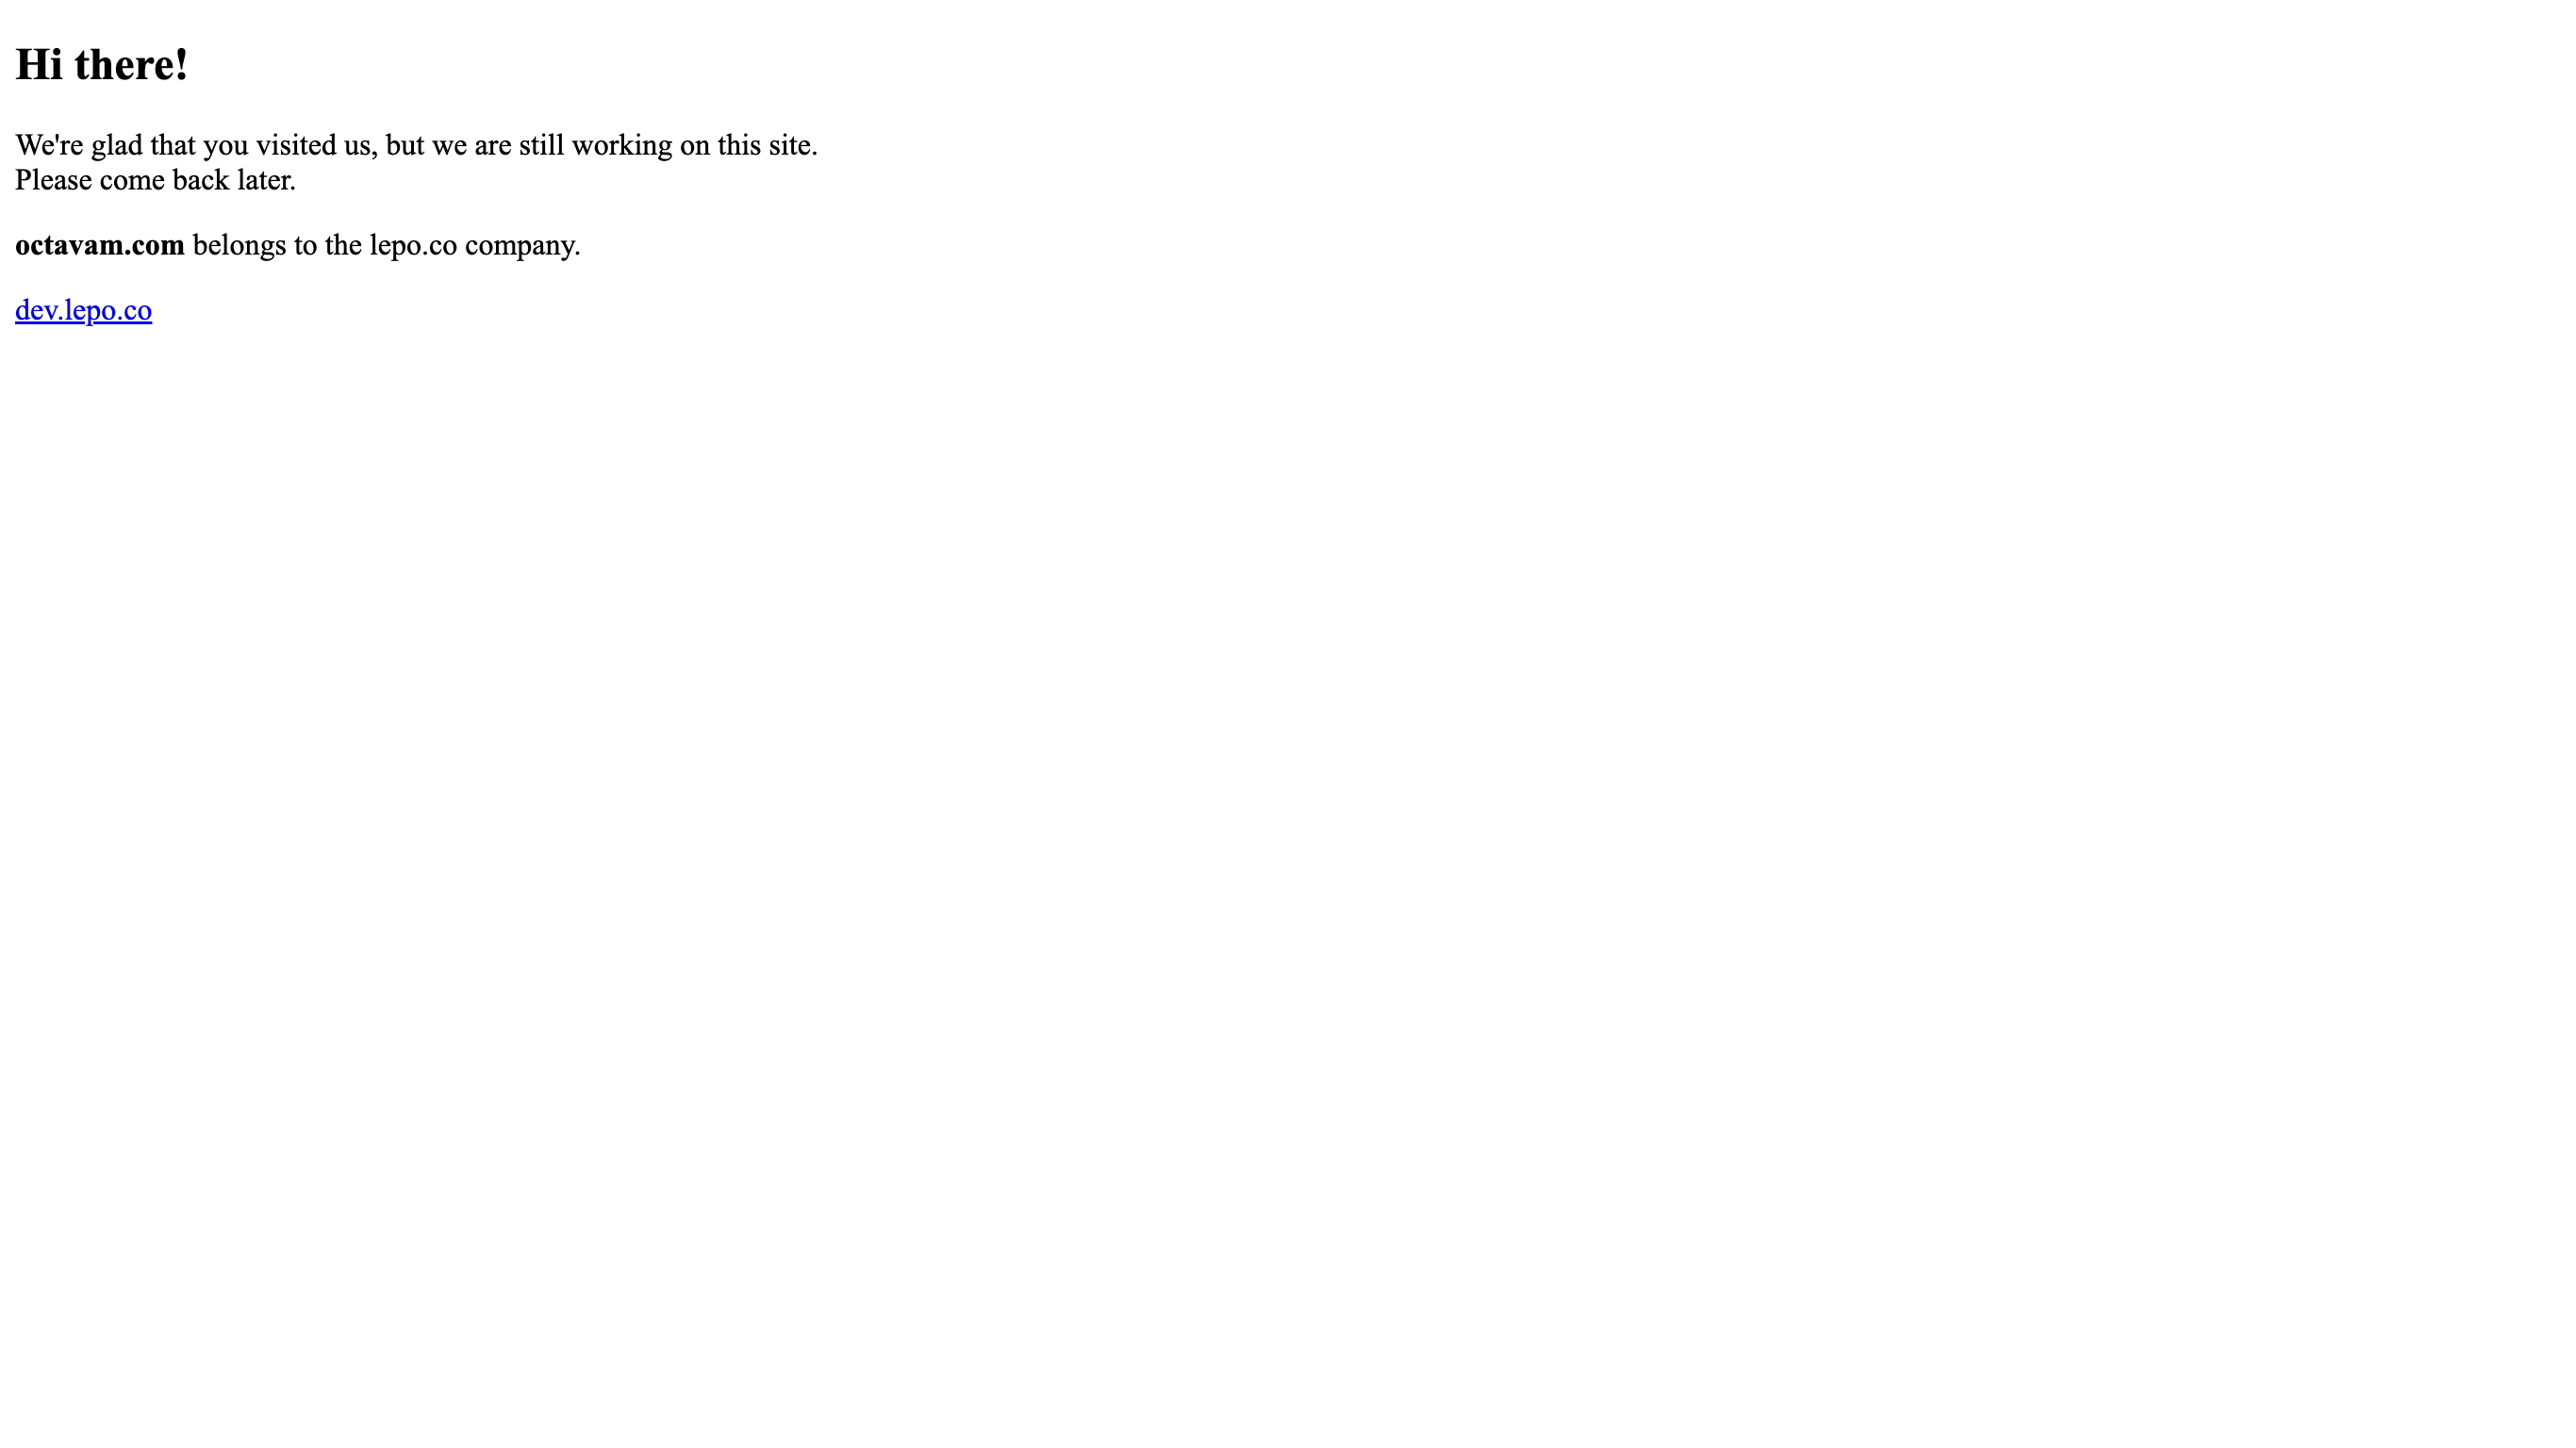 Hi there!
We're glad that you visited us, but we are still working on this site.
Please come back later.
octavam.com belongs to the lepo.co company.
dev.lepo.co